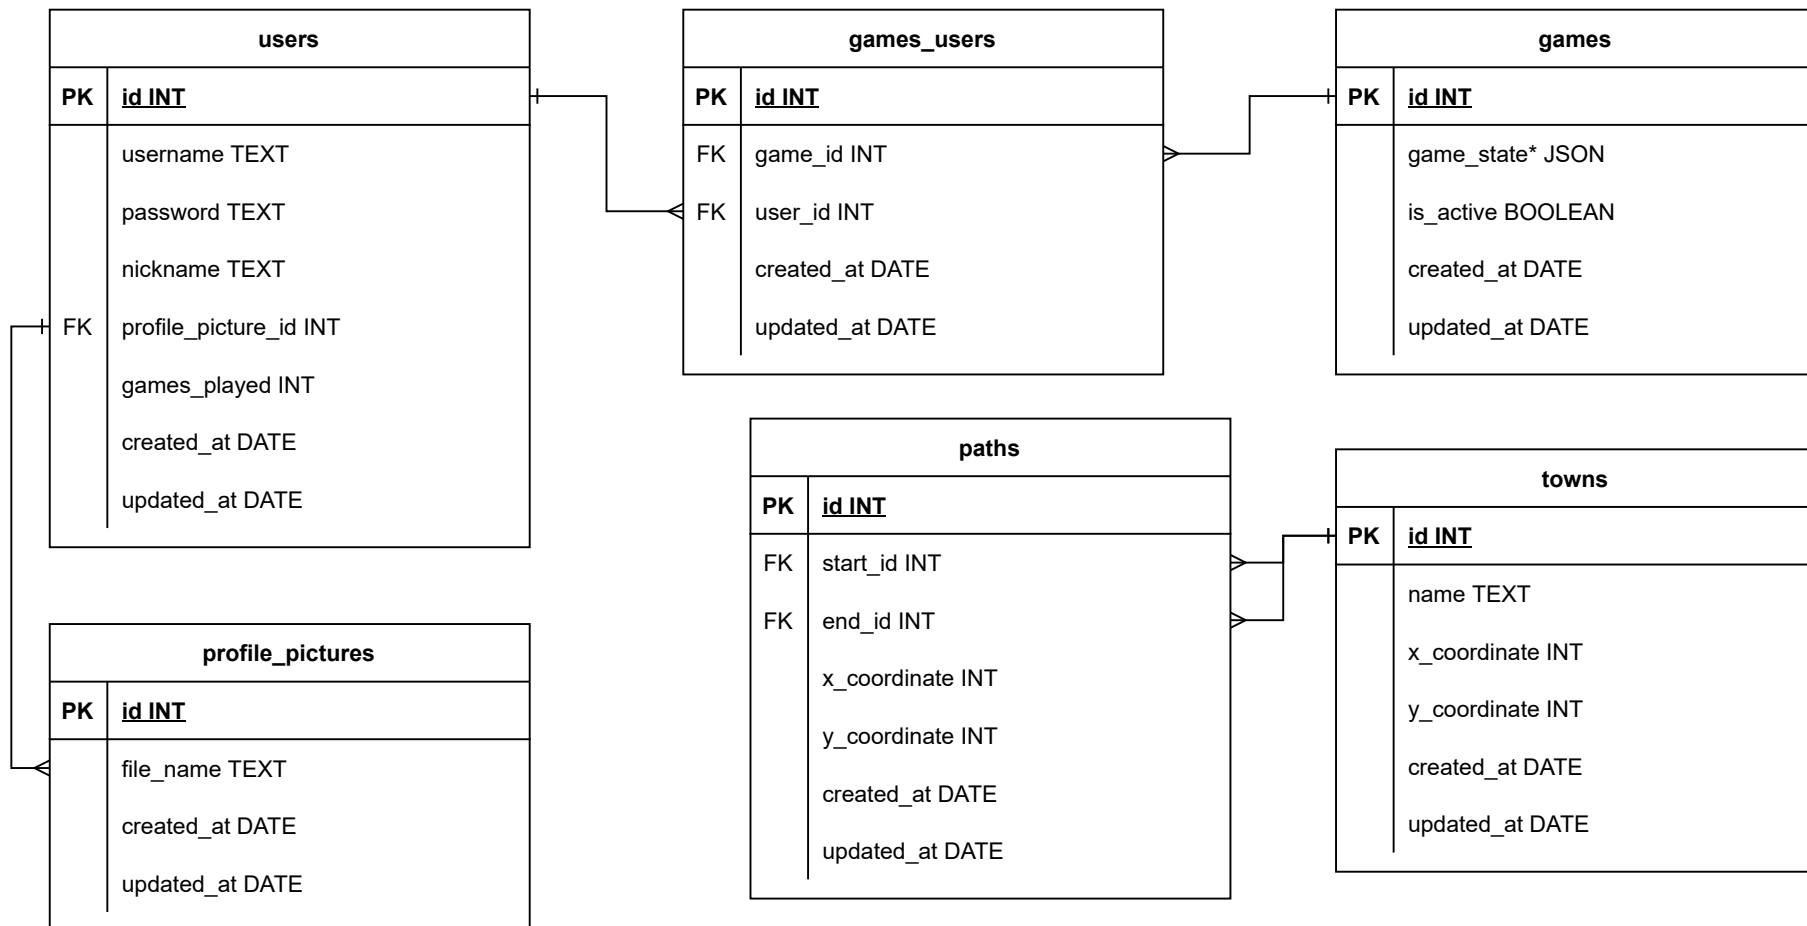 users
PK id INT
username TEXT
password TEXT
nickname TEXT
FK profile_picture_id INT
games_played INT
created_at DATE
updated_at DATE
games_users
PK id INT
FK game_id INT
FK user_id INT
created_at DATE
updated_at DATE
games
PK id INT
game_state* JSON
is_active BOOLEAN
created_at DATE
updated_at DATE
profile_pictures
PK id INT
file_name TEXT
created_at DATE
updated_at DATE
paths
PK id INT
FK start_id INT
FK end_id INT
x_coordinate INT
y_coordinate INT
created_at DATE
updated_at DATE
towns
PK id INT
name TEXT
x_coordinate INT
y_coordinate INT
created_at DATE
updated_at DATE